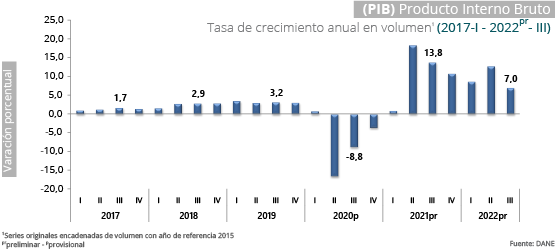 (PIB) Producto Interno Bruto
Tasa de crecimiento anual en volumen¹ (2017-I - 2022pr- III)
Varación porcentual
25,0
20,0
15,0
10,0
5,0
0,0
-5,0
-10,0
-15,0
-20,0
1,7
2,9
3,2
-8,8
13,8
7,0
I II III IV I II III IV I II III IV I II III IV I II III IV I II III
2017 2018 2019 2020p 2021pr 2022pr
¹Series originales encadenadas de volumen con año de referencia 2015
ᵖʳpreliminar - ᵖprovisional
Fuente: DANE